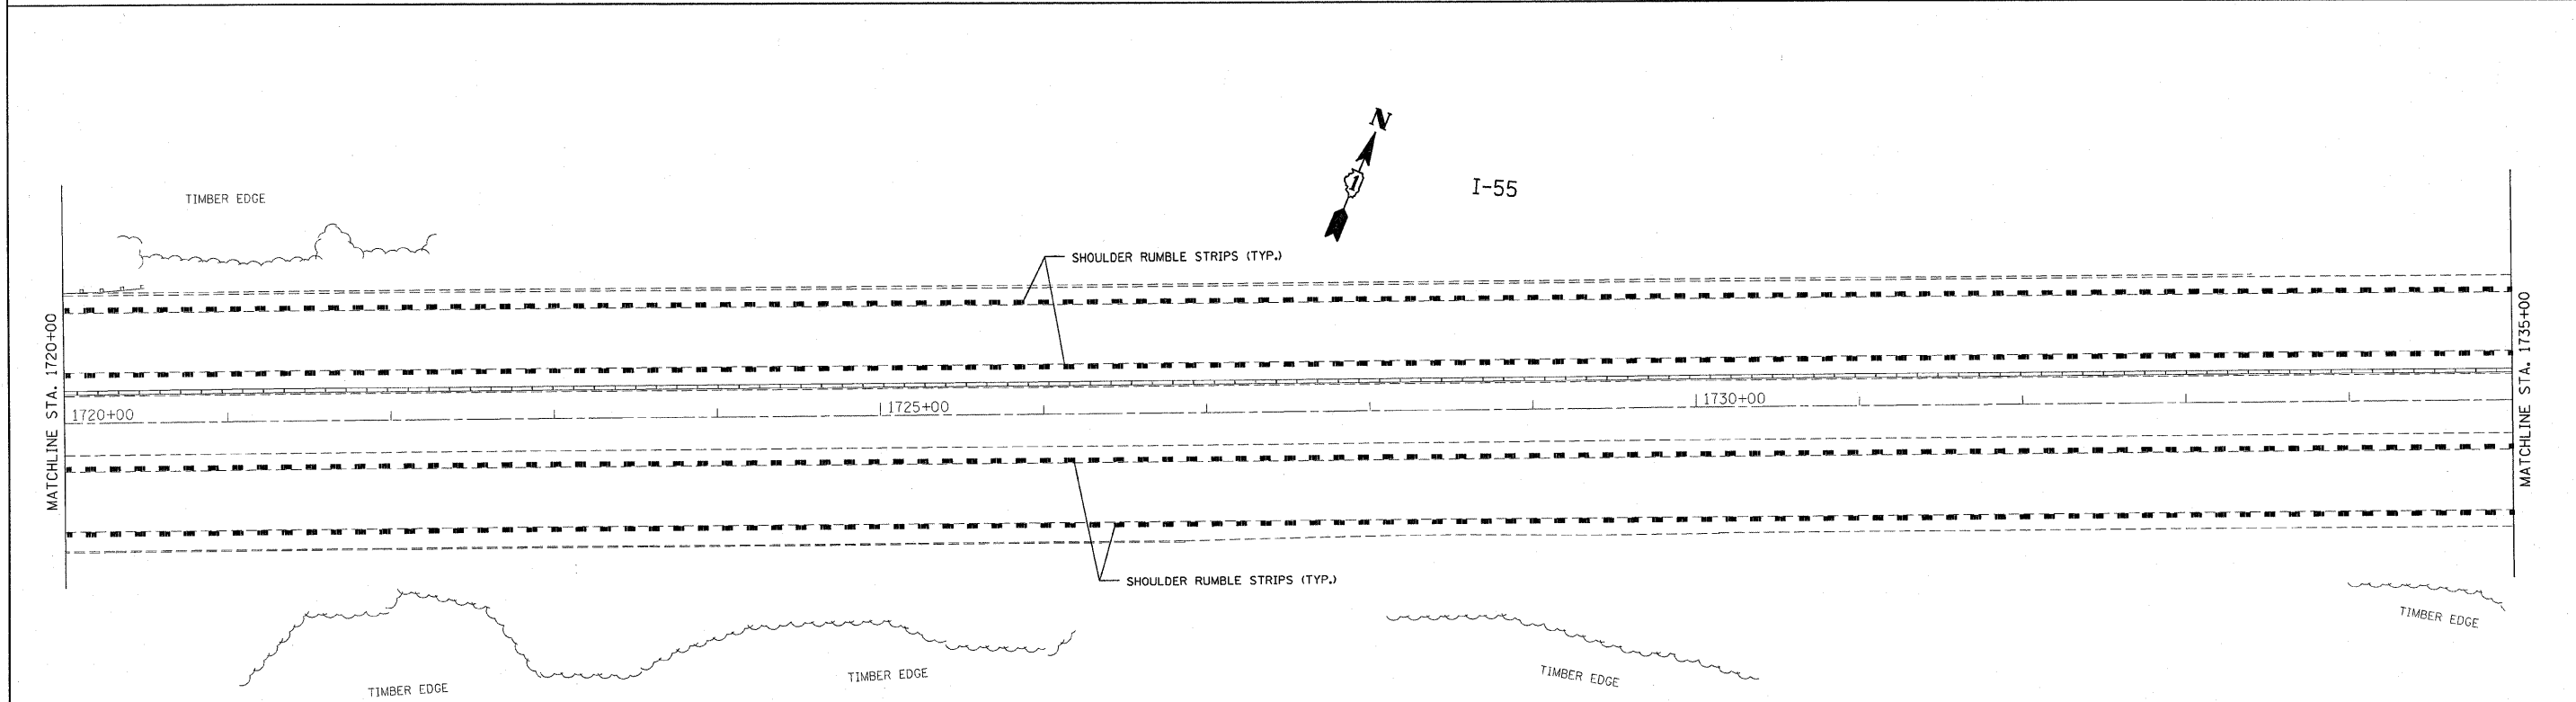 N
1
I-55
TIMBER EDGE
SHOULDER RUMBLE STRIPS (TYP.)
MATCHLINE STA. 1720+00
1720+00
1725+00
1730+00
MATCHLINE STA. 1735+00
SHOULDER RUMBLE STRIPS (TYP.)
TIMBER EDGE
TIMBER EDGE
TIMBER EDGE
TIMBER EDGE